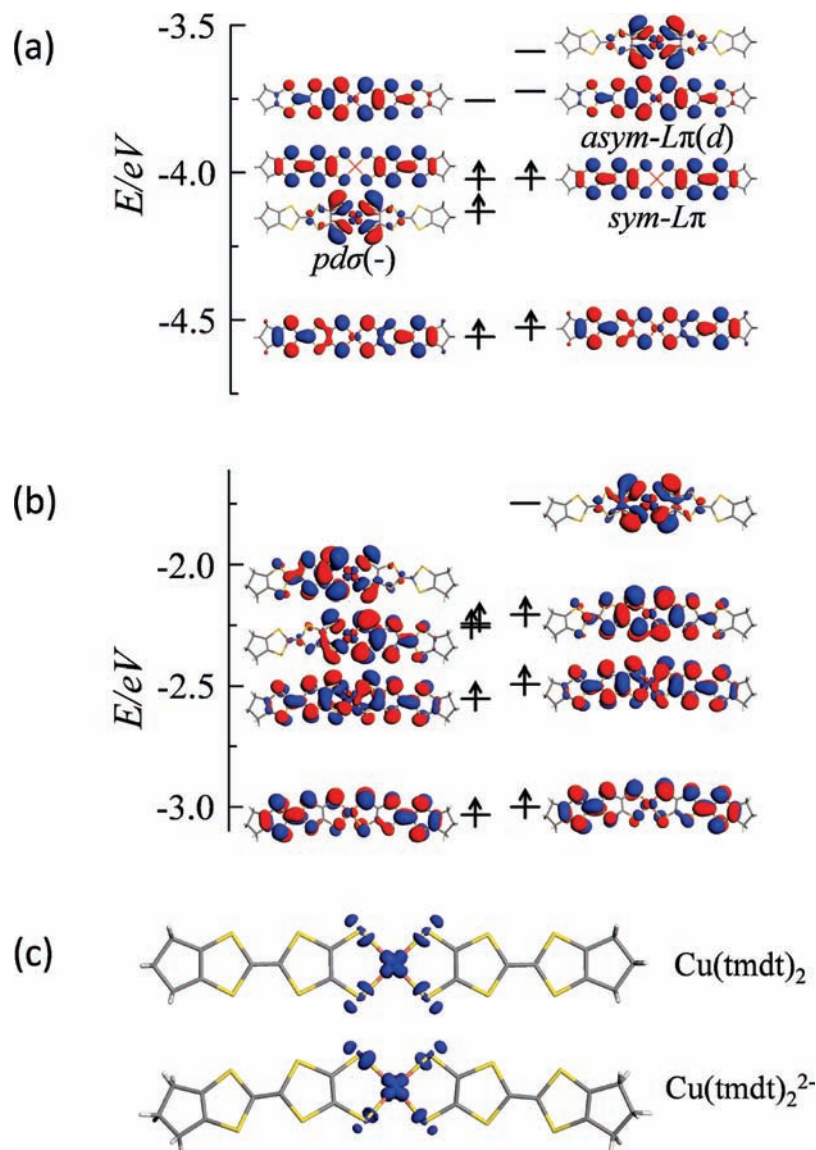 (a)
E/eV
-3.5
-4.0
-4.5
asym-Lπ(d)
sym-Lπ
pdσ(-)
(b)
E/eV
-2.0
-2.5
-3.0
(c)
Cu(tmdt)₂
Cu(tmdt)₂²⁻